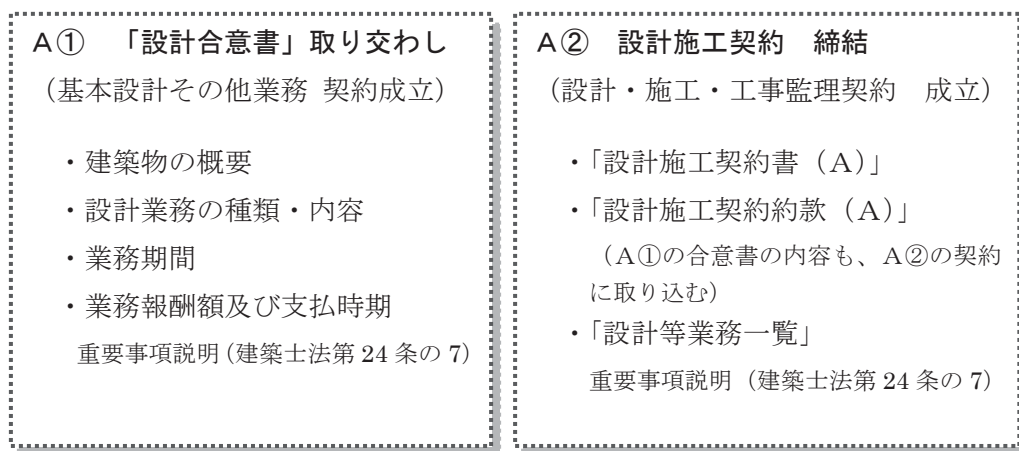 A① 「設計合意書」取り交わし
（基本設計その他業務 契約成立）
・建築物の概要
・設計業務の種類・内容
・業務期間
・業務報酬額及び支払時期
重要事項説明（建築士法第 24 条の 7）
A② 設計施工契約 締結
（設計・施工・工事監理契約 成立）
・「設計施工契約書（A）」
・「設計施工契約約款（A）」
（A①の合意書の内容も、A②の契約
に取り込む）
・「設計等業務一覧」
重要事項説明（建築士法第 24 条の 7）